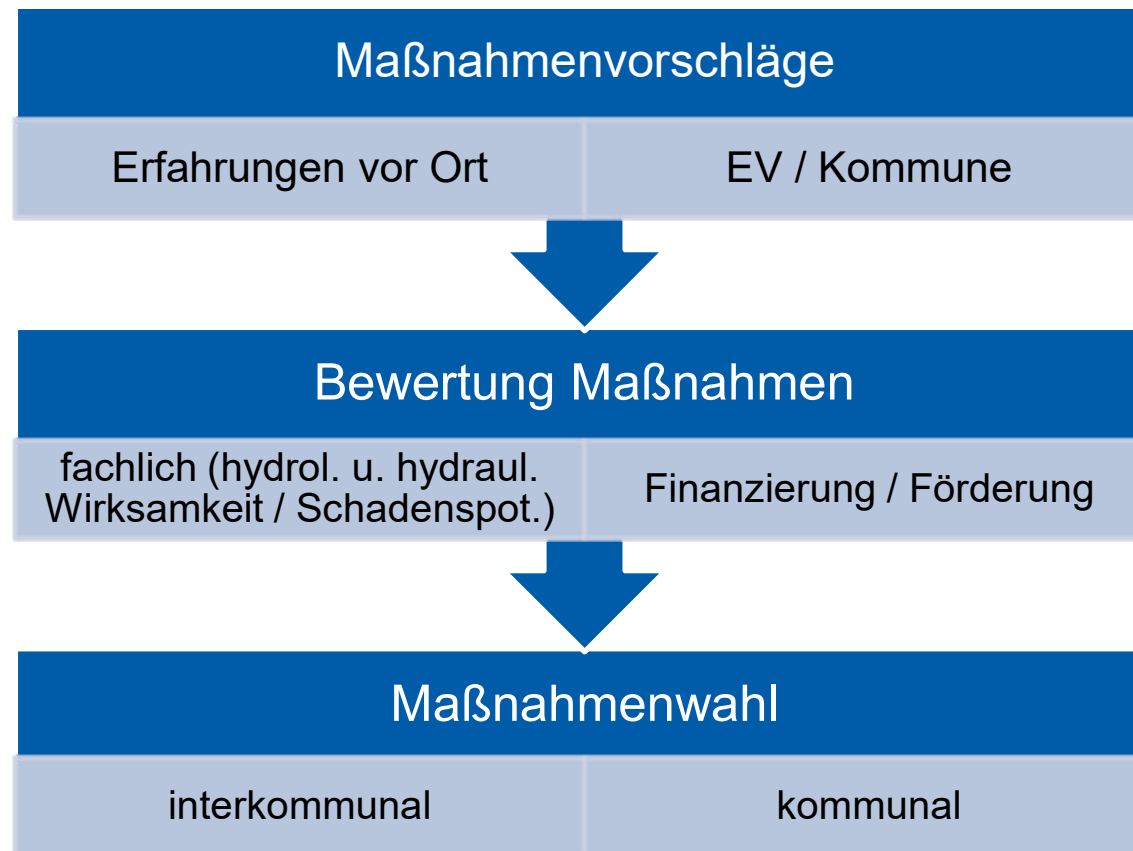 Maßnahmenvorschläge
Erfahrungen vor Ort
EV / Kommune
Bewertung Maßnahmen
fachlich (hydrol. u. hydraul.
Wirksamkeit / Schadenspot.)
Finanzierung / Förderung
Maßnahmenwahl
interkommunal
kommunal